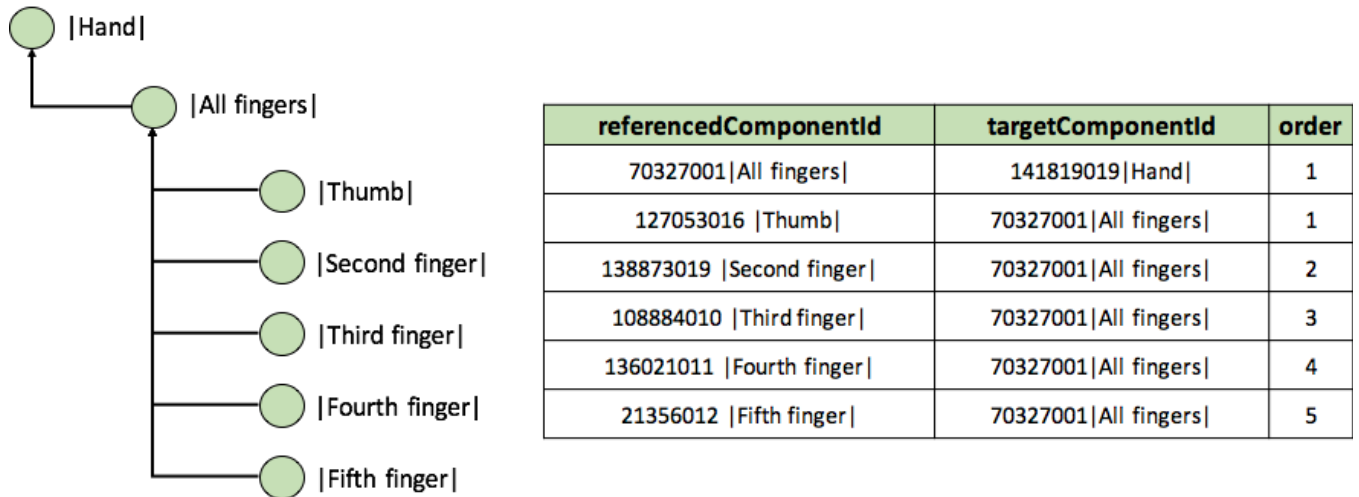 |Hand|
|All fingers|
|Thumb|
|Second finger|
|Third finger|
|Fourth finger|
|Fifth finger|
referencedComponentId targetComponentId order
70327001|All fingers| 141819019|Hand| 1
127053016 |Thumb| 70327001|All fingers| 1
138873019 |Second finger| 70327001|All fingers| 2
108884010 |Third finger| 70327001|All fingers| 3
136021011 |Fourth finger| 70327001|All fingers| 4
21356012 |Fifth finger| 70327001|All fingers| 5